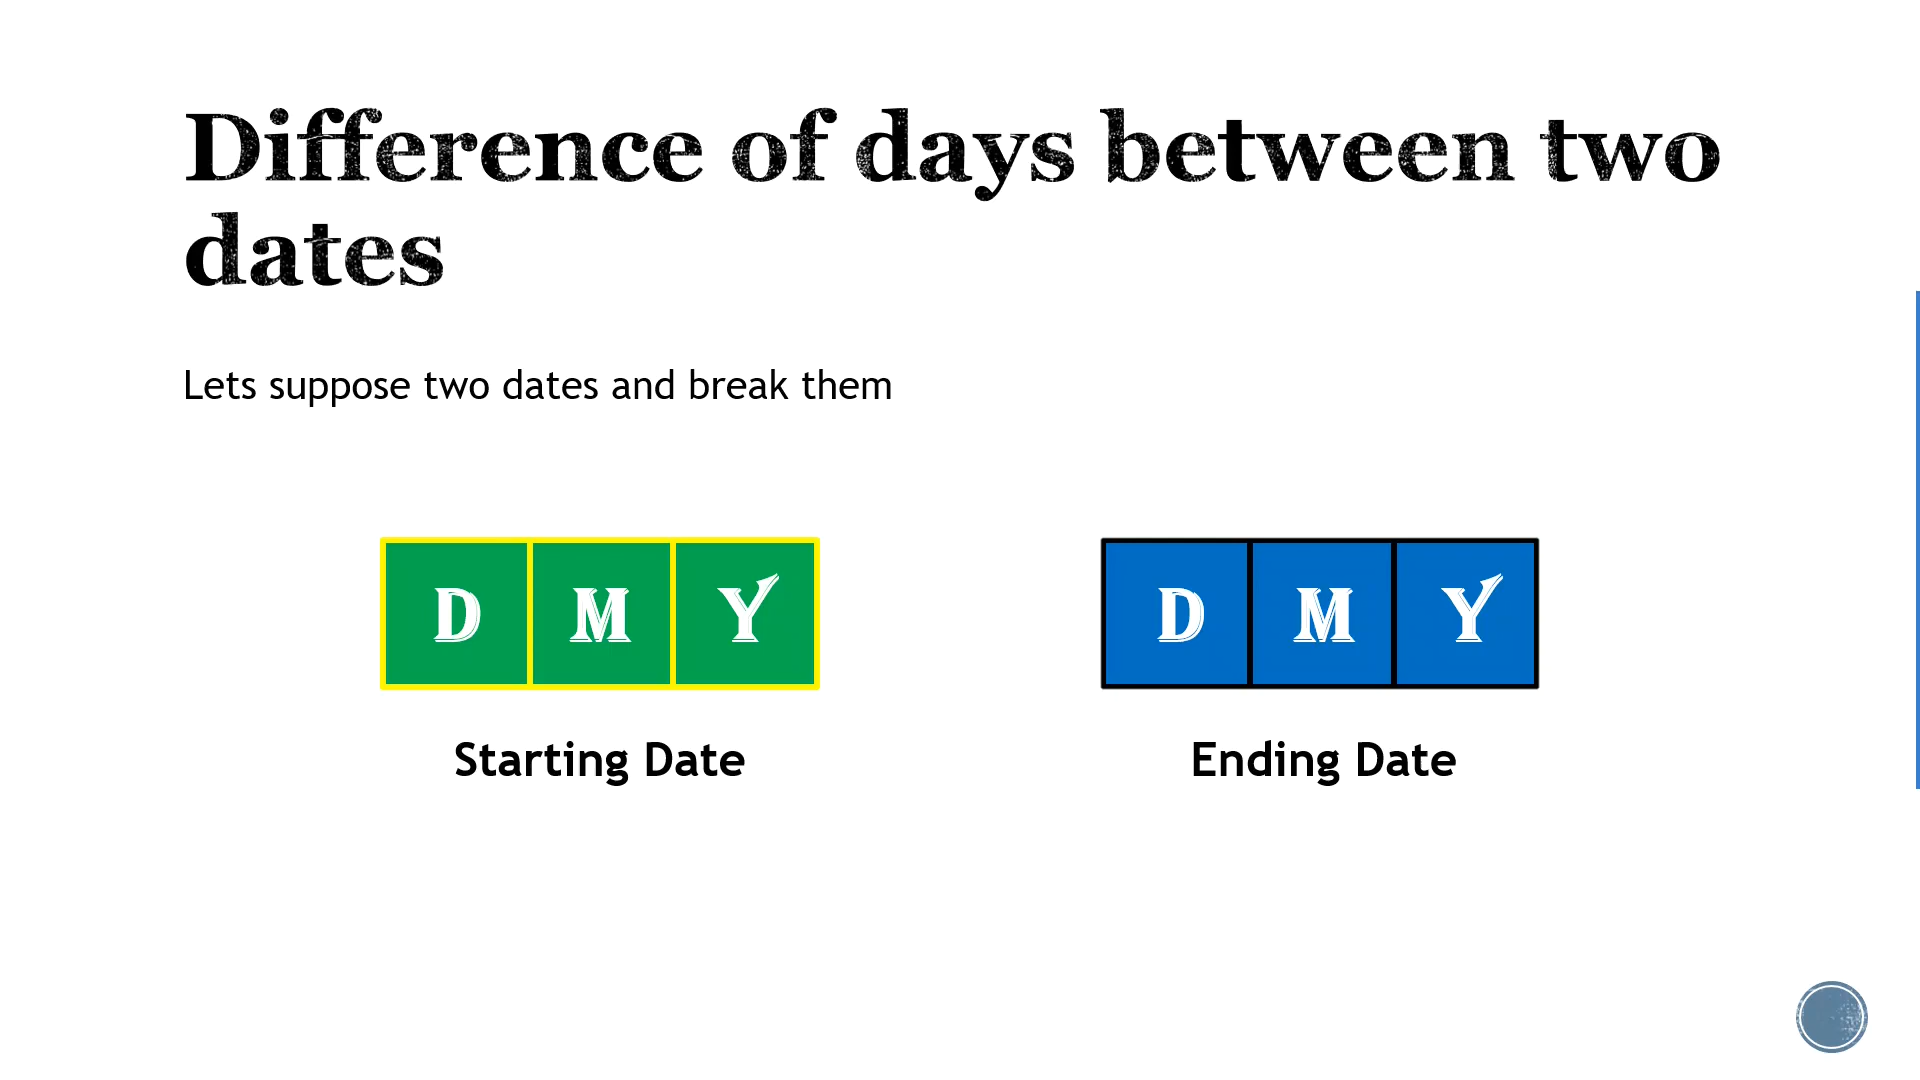 Difference of days between two
dates
Lets suppose two dates and break them
D M Y
D M Y
Starting Date
Ending Date